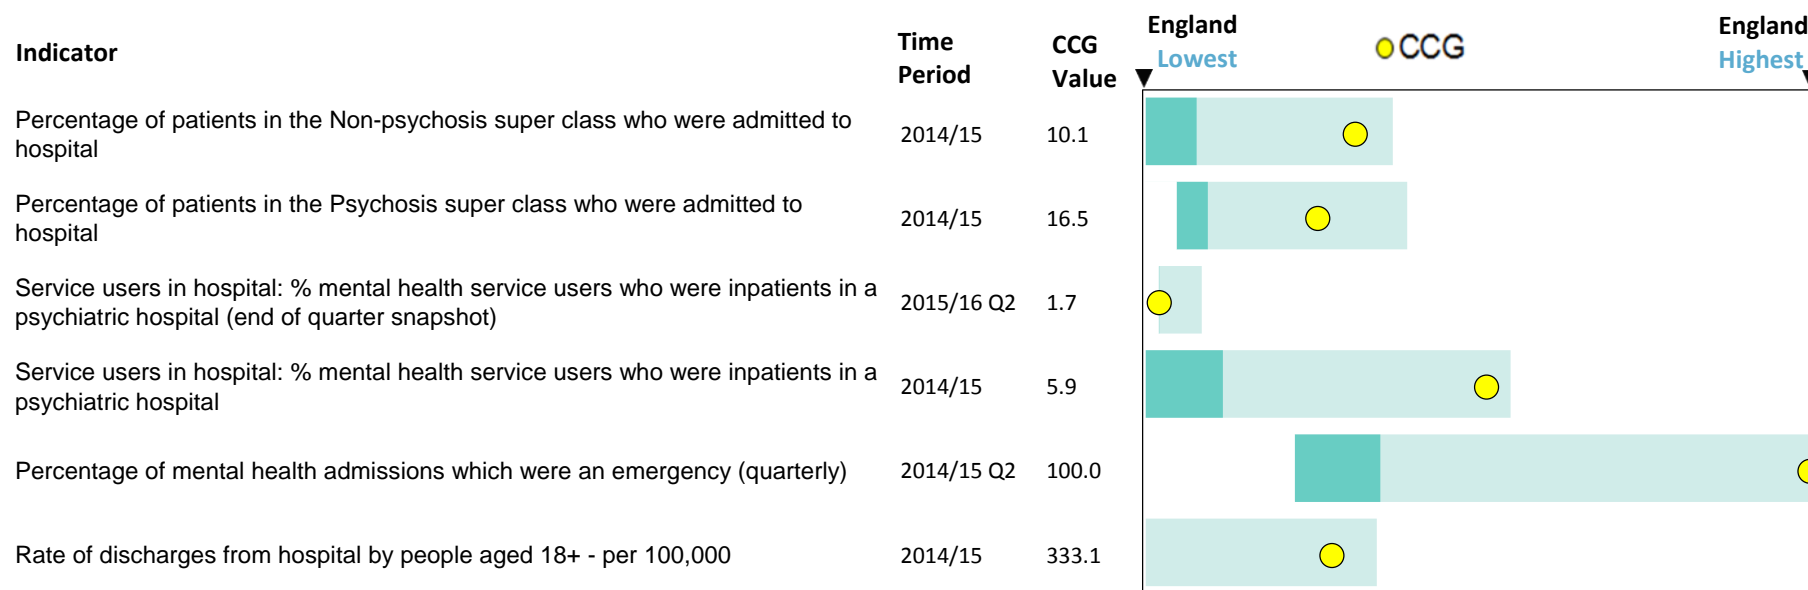 Indicator
Time
Period
CCG
Value
England
Lowest
CCG
England
Highest
Percentage of patients in the Non-psychosis super class who were admitted to
hospital
2014/15
10.1
Percentage of patients in the Psychosis super class who were admitted to
hospital
2014/15
16.5
Service users in hospital: % mental health service users who were inpatients in a
psychiatric hospital (end of quarter snapshot)
2015/16 Q2
1.7
Service users in hospital: % mental health service users who were inpatients in a
psychiatric hospital
2014/15
5.9
Percentage of mental health admissions which were an emergency (quarterly)
2014/15 Q2
100.0
Rate of discharges from hospital by people aged 18+ - per 100,000
2014/15
333.1